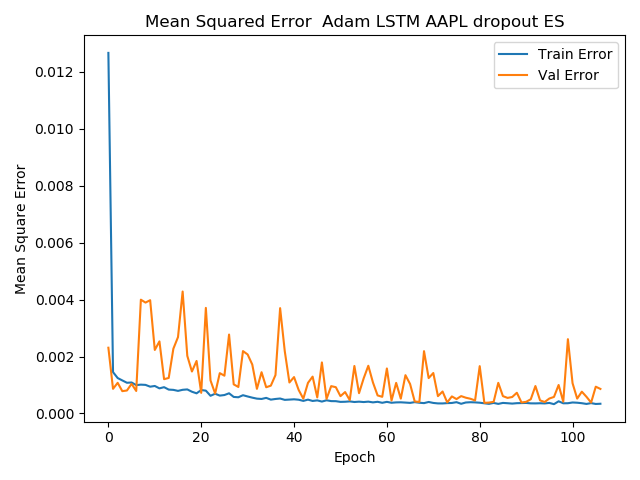 Mean Squared Error  Adam LSTM AAPL dropout ES
Train Error
Val Error
0.012
0.010
0.008
0.006
0.004
0.002
0.000
Mean Square Error
0 20 40 60 80 100
Epoch